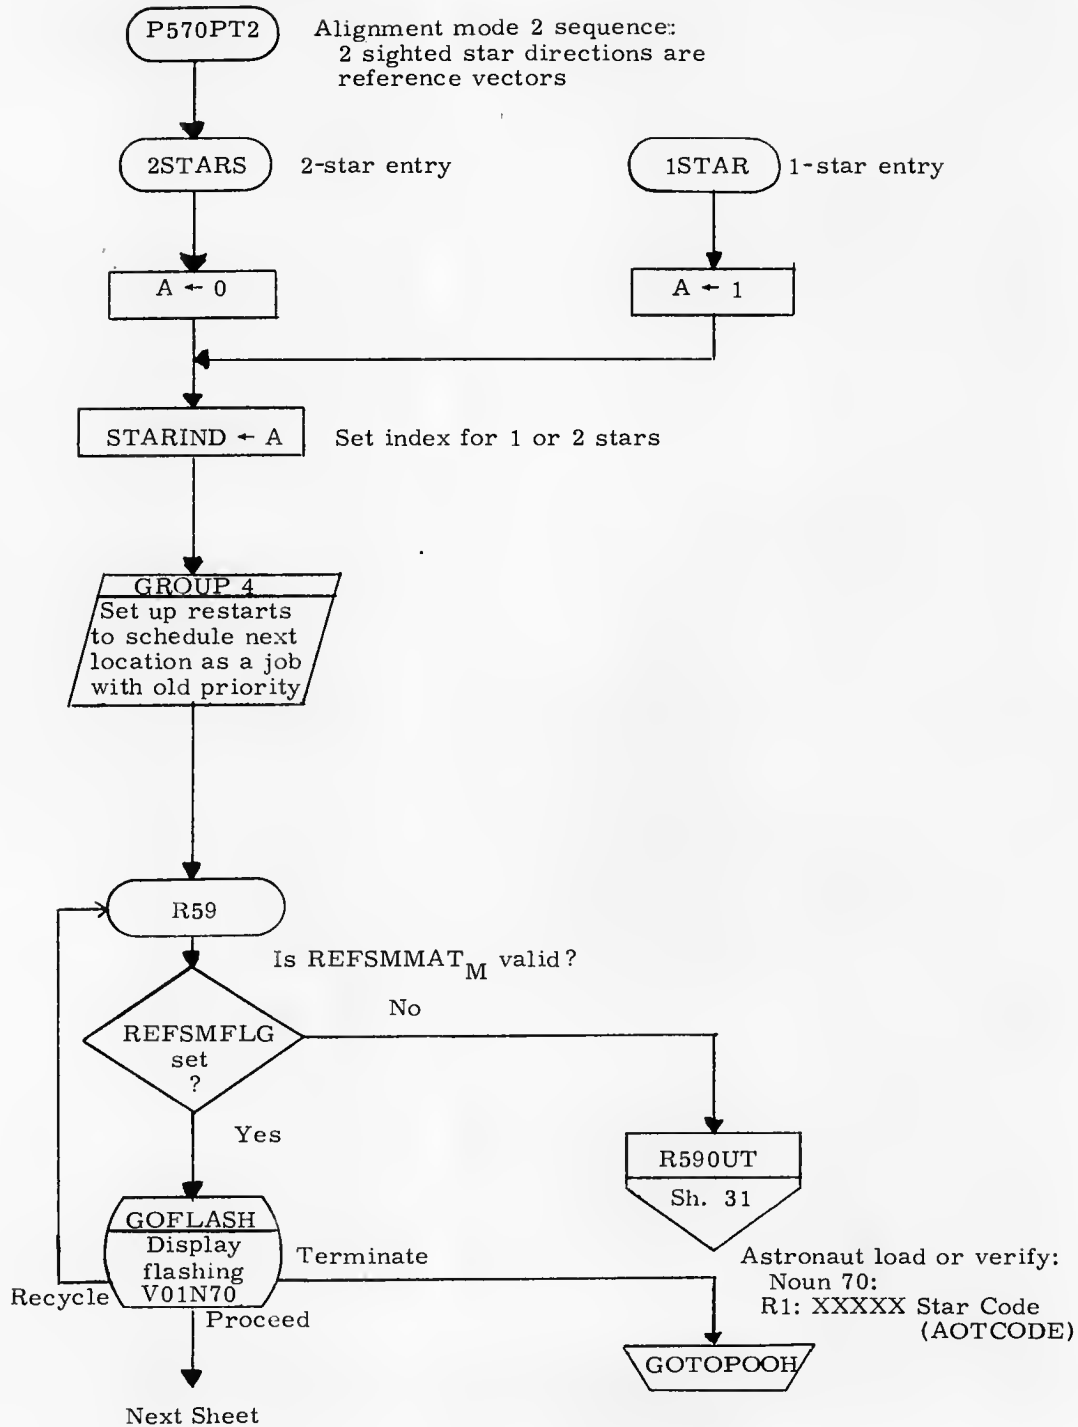 P570PT2
Alignment mode 2 sequence:
2 sighted star directions are
reference vectors
2STARS
2-star entry
1STAR
1-star entry
A ← 0
A ← 1
STARIND ← A
Set index for 1 or 2 stars
GROUP 4
Set up restarts
to schedule next
location as a job
with old priority
R59
Is REFSMMAT_M valid?
No
REFSMFLG
set
?
Yes
R590UT
Sh. 31
GOFLASH
Display
flashing
V01N70
Terminate
Recycle
Proceed
Astronaut load or verify:
Noun 70:
R1: XXXXX Star Code
(AOTCODE)
GOTOPOOH
Next Sheet